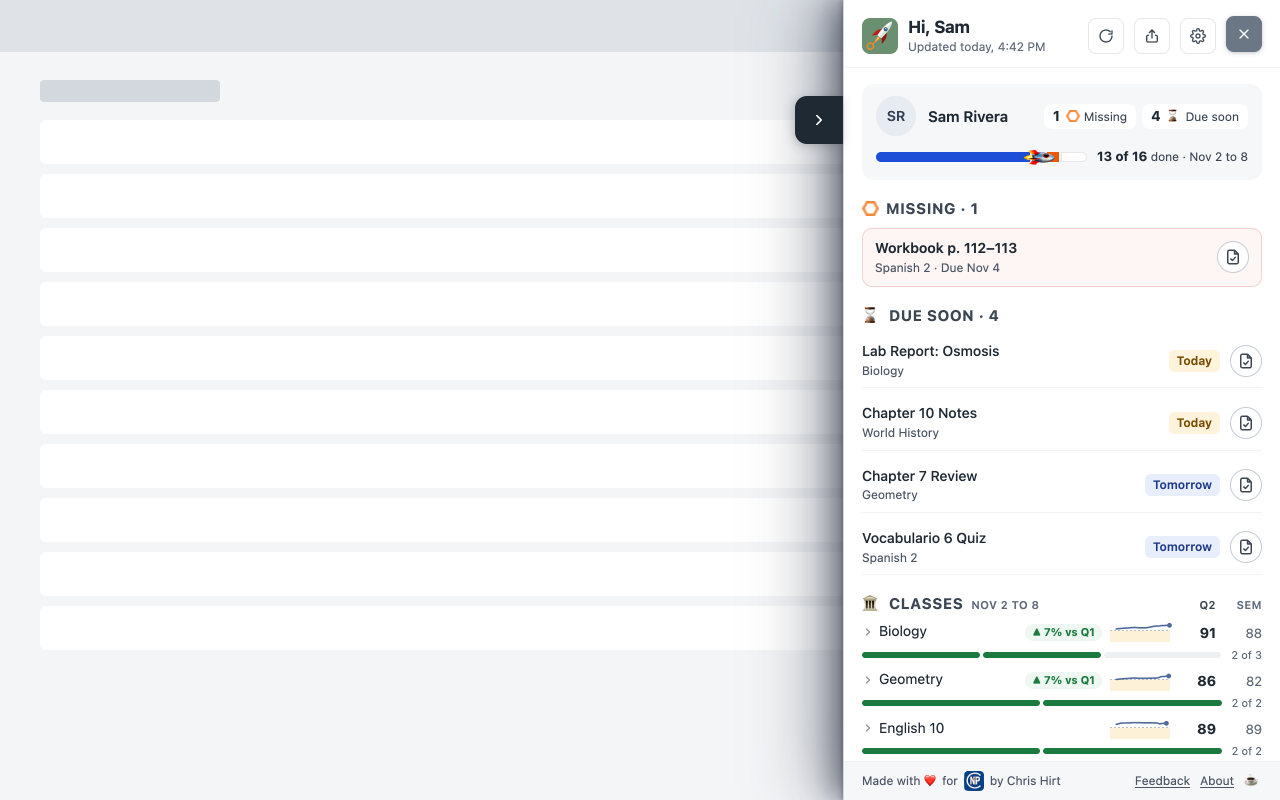 Hi, Sam
Updated today, 4:42 PM
SR
Sam Rivera
1 Missing
4 Due soon
13 of 16 done · Nov 2 to 8
MISSING · 1
Workbook p. 112–113
Spanish 2 · Due Nov 4
DUE SOON · 4
Lab Report: Osmosis
Today
Biology
Chapter 10 Notes
Today
World History
Chapter 7 Review
Tomorrow
Geometry
Vocabulario 6 Quiz
Tomorrow
Spanish 2
CLASSES NOV 2 TO 8 Q2 SEM
Biology ▲ 7% vs Q1 91 88
2 of 3
Geometry ▲ 7% vs Q1 86 82
2 of 2
English 10 89 89
2 of 2
Made with ❤️ for NP by Chris Hirt
Feedback About